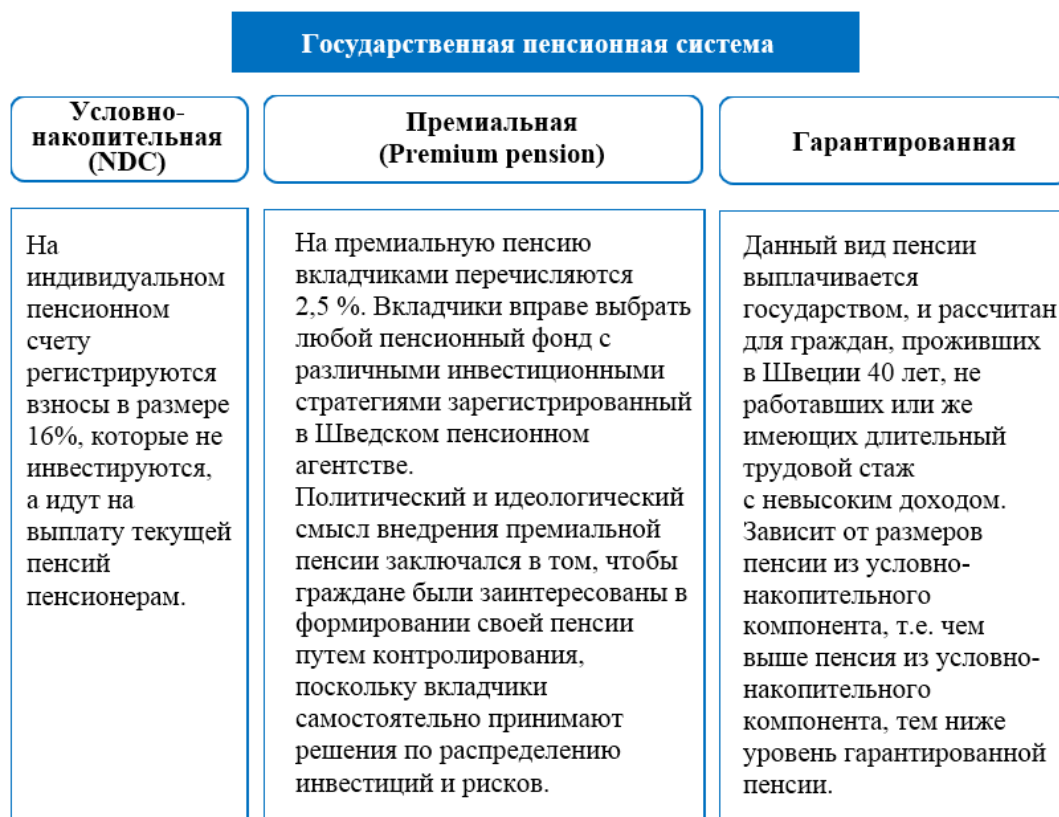 Государственная пенсионная система
Условно-
накопительная
(NDC)
Премиальная
(Premium pension)
Гарантированная
На
индивидуальном
пенсионном
счету
регистрируются
взносы в размере
16%, которые не
инвестируются,
а идут на
выплату текущей
пенсий
пенсионерам.
На премиальную пенсию
вкладчиками перечисляются
2,5 %. Вкладчики вправе выбрать
любой пенсионный фонд с
различными инвестиционными
стратегиями зарегистрированный
в Шведском пенсионном
агентстве.
Политический и идеологический
смысл внедрения премиальной
пенсии заключался в том, чтобы
граждане были заинтересованы в
формировании своей пенсии
путем контролирования,
поскольку вкладчики
самостоятельно принимают
решения по распределению
инвестиций и рисков.
Данный вид пенсии
выплачивается
государством, и рассчитан
для граждан, проживших
в Швеции 40 лет, не
работавших или же
имеющих длительный
трудовой стаж
с невысоким доходом.
Зависит от размеров
пенсии из условно-
накопительного
компонента, т.е. чем
выше пенсия из условно-
накопительного
компонента, тем ниже
уровень гарантированной
пенсии.